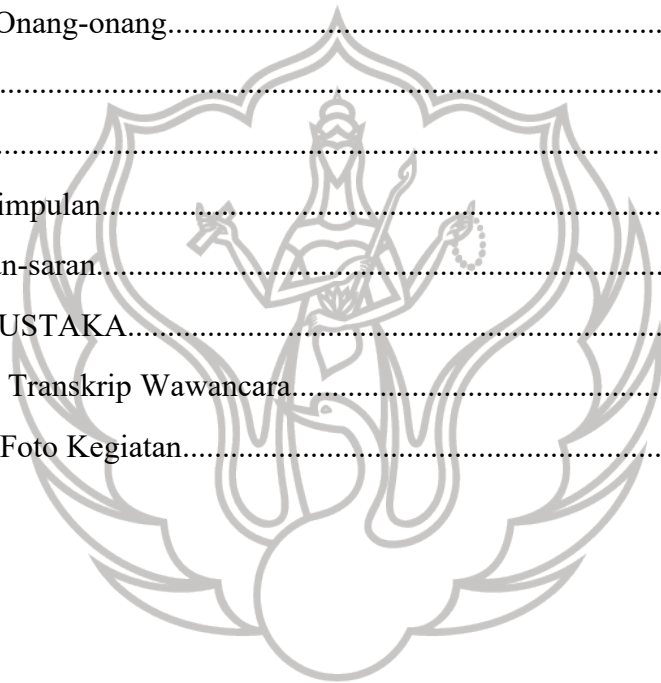 Onang-onang................................................................
................................................................
................................................................
impulan................................................................
n-saran................................................................
USTAKA................................................................
Transkrip Wawancara................................................................
Foto Kegiatan................................................................